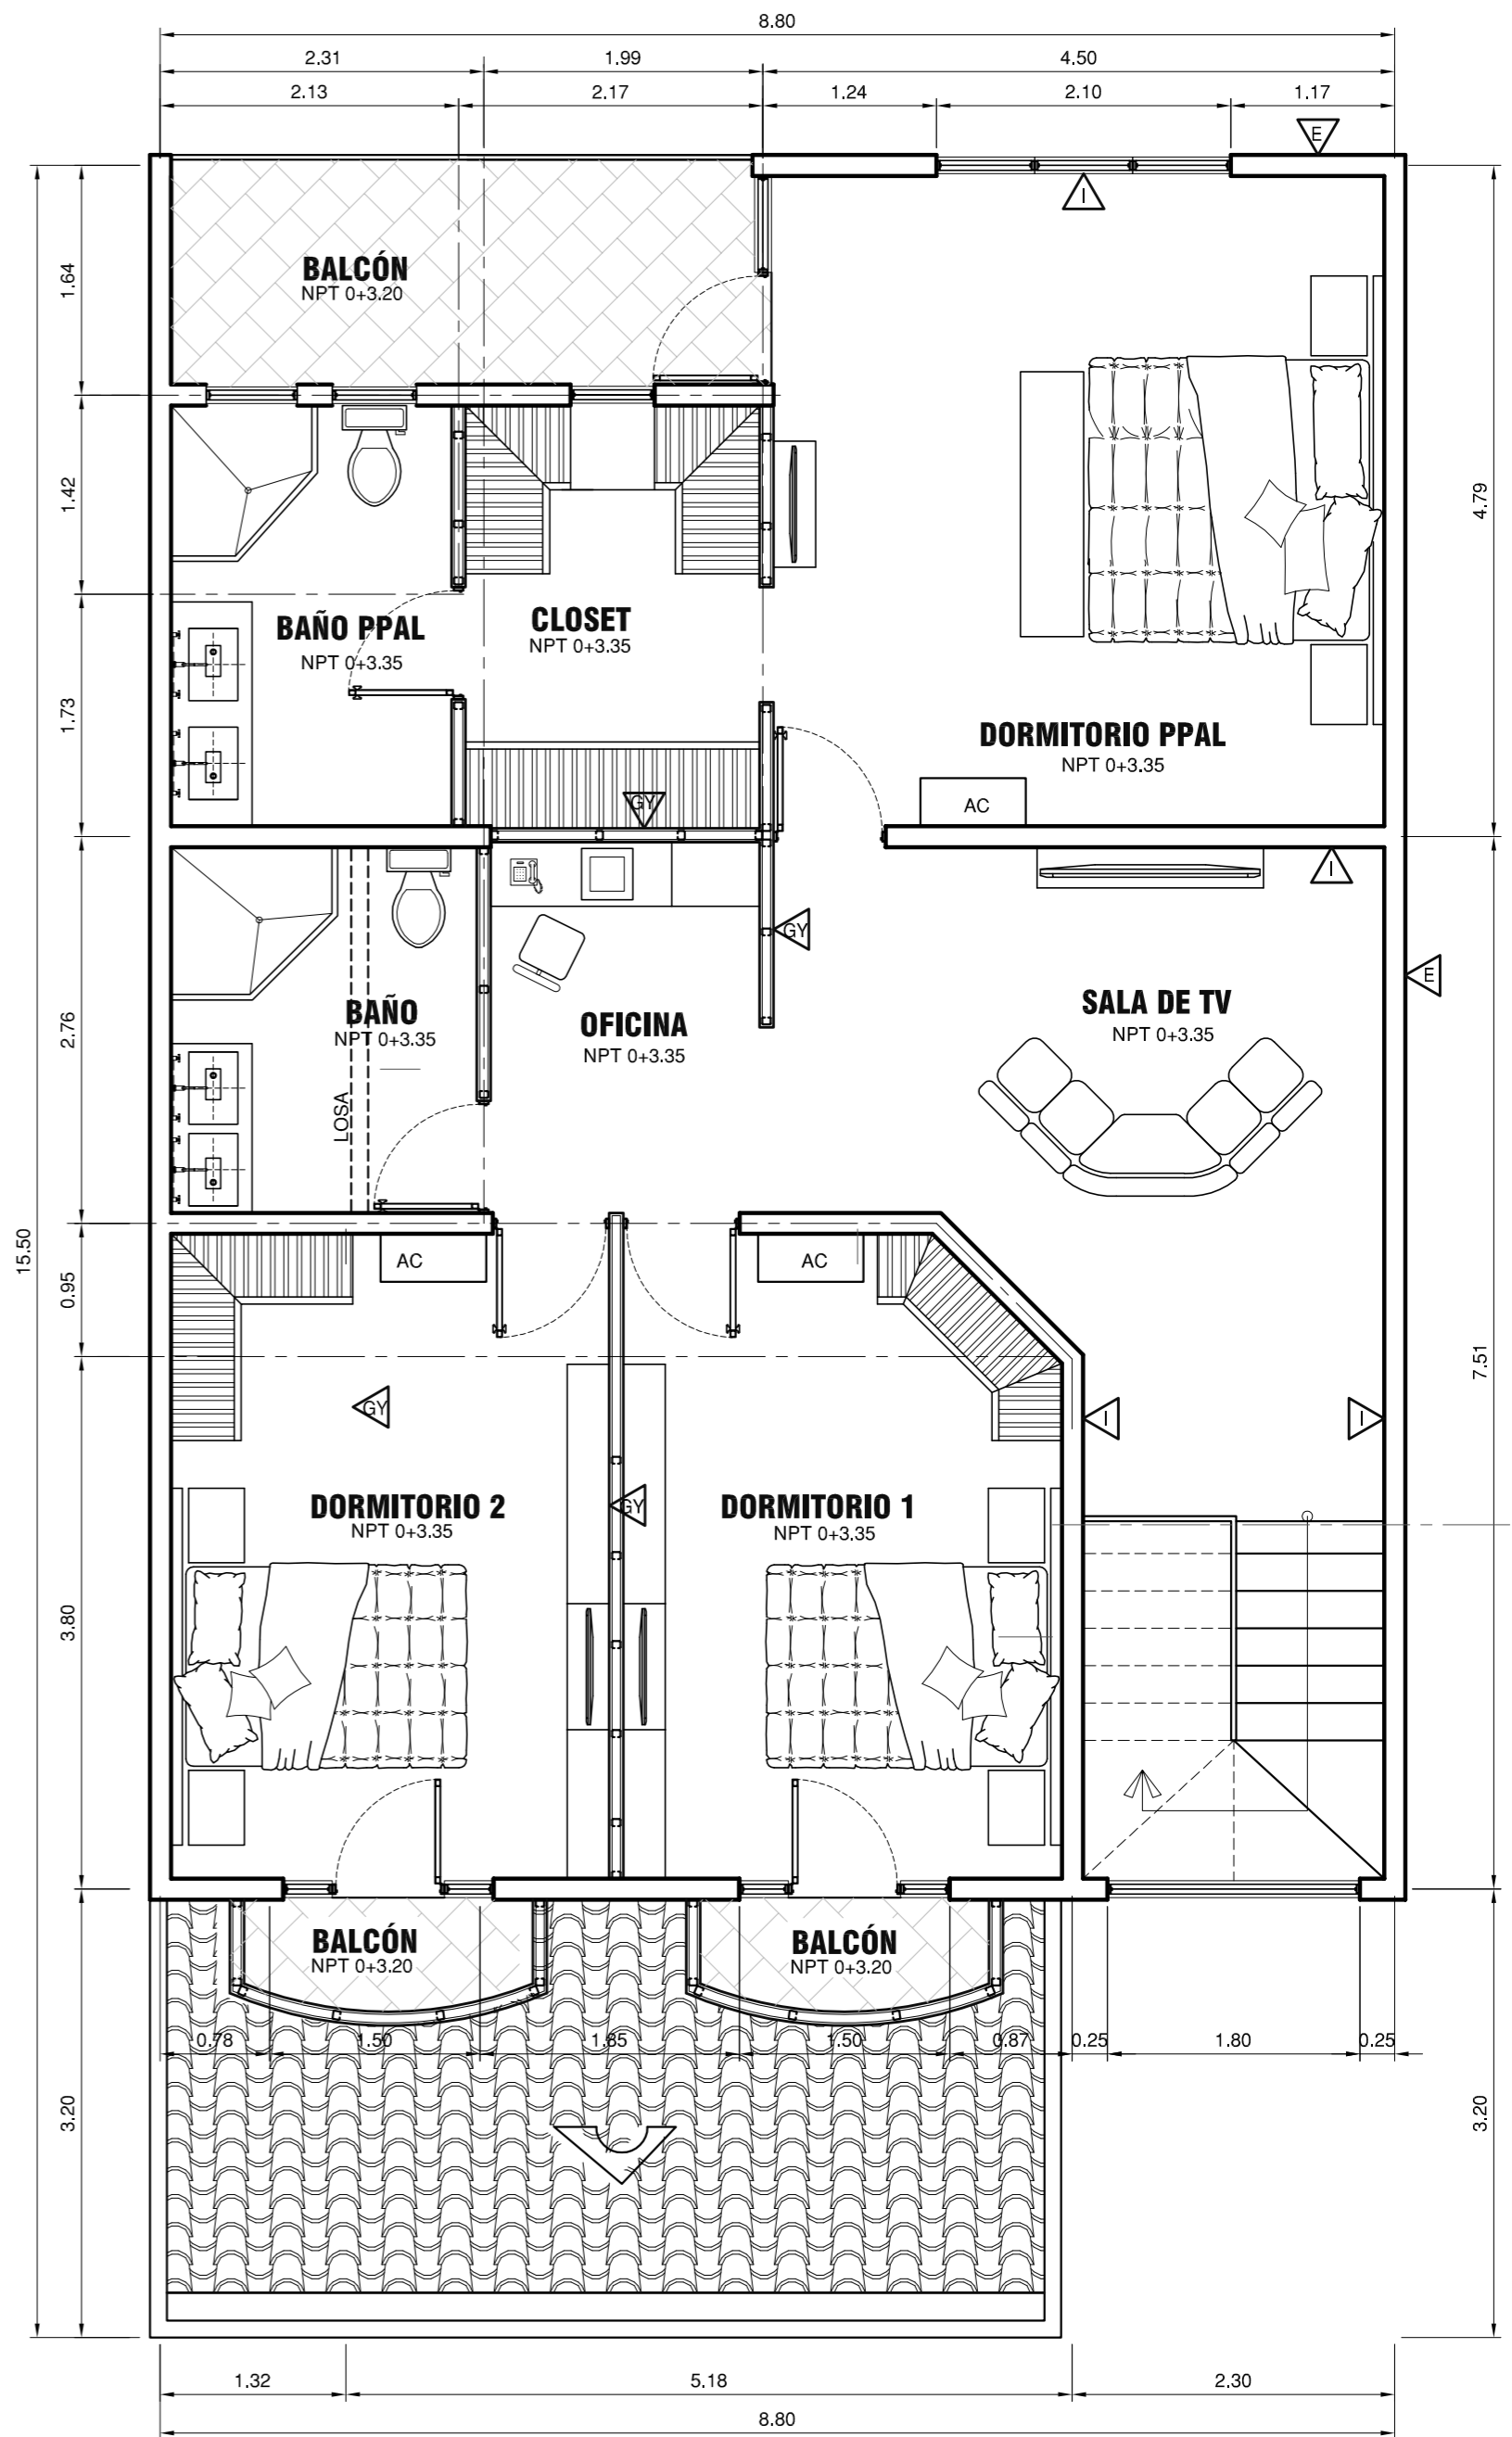 8.80
2.31
1.99
4.50
2.13
2.17
1.24
2.10
1.17
E
I
BALCÓN
NPT 0+3.20
1.64
1.42
4.79
BAÑO PPAL
NPT 0+3.35
CLOSET
NPT 0+3.35
1.73
DORMITORIO PPAL
NPT 0+3.35
AC
GY
I
GY
E
BAÑO
NPT 0+3.35
LOSA
OFICINA
NPT 0+3.35
SALA DE TV
NPT 0+3.35
2.76
15.50
AC
AC
0.95
7.51
GY
I
I
DORMITORIO 2
NPT 0+3.35
GY
DORMITORIO 1
NPT 0+3.35
3.80
BALCÓN
NPT 0+3.20
BALCÓN
NPT 0+3.20
0.78
1.50
1.85
1.50
0.87
0.25
1.80
0.25
3.20
3.20
1.32
5.18
2.30
8.80